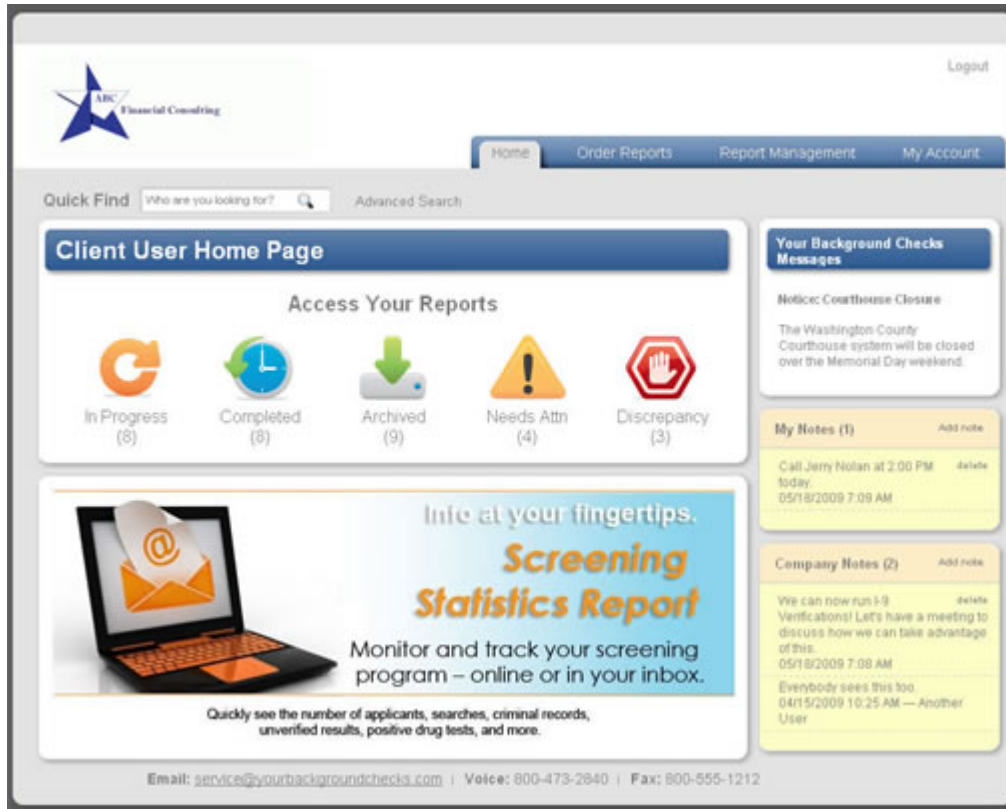 Logout
ABC
Financial Consulting
Home
Order Reports
Report Management
My Account
Quick Find
Who are you looking for?
Advanced Search
Client User Home Page
Access Your Reports
In Progress
(8)
Completed
(8)
Archived
(9)
Needs Attn
(4)
Discrepancy
(3)
Info at your fingertips.
Screening
Statistics Report
Monitor and track your screening
program – online or in your inbox.
Quickly see the number of applicants, searches, criminal records,
unverified results, positive drug tests, and more.
Your Background Checks
Messages
Notice: Courthouse Closure
The Washington County
Courthouse system will be closed
over the Memorial Day weekend.
My Notes (1) Add note
Call Jerry Nolan at 2:00 PM delete
today.
05/18/2009 7:09 AM
Company Notes (2) Add note
We can now run I-9 delete
Verifications! Let's have a meeting to
discuss how we can take advantage
of this.
05/18/2009 7:08 AM
Everybody sees this too.
04/15/2009 10:25 AM — Another
User
Email: service@yourbackgroundchecks.com | Voice: 800-473-2840 | Fax: 800-555-1212